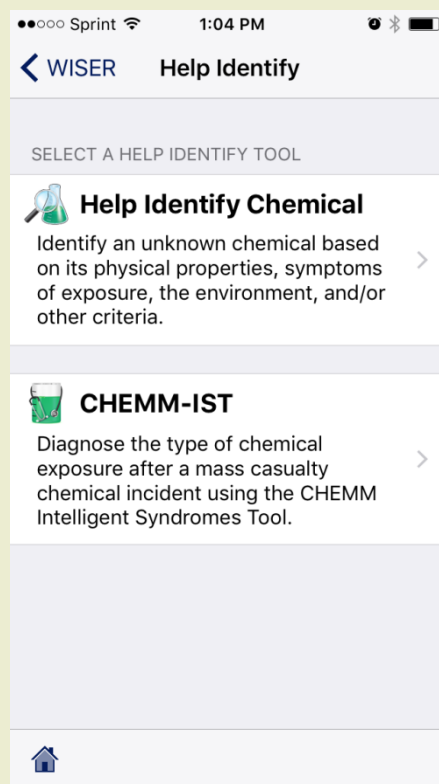 Sprint 1:04 PM
WISER Help Identify
SELECT A HELP IDENTIFY TOOL
Help Identify Chemical
Identify an unknown chemical based
on its physical properties, symptoms
of exposure, the environment, and/or
other criteria.
CHEMM-IST
Diagnose the type of chemical
exposure after a mass casualty
chemical incident using the CHEMM
Intelligent Syndromes Tool.